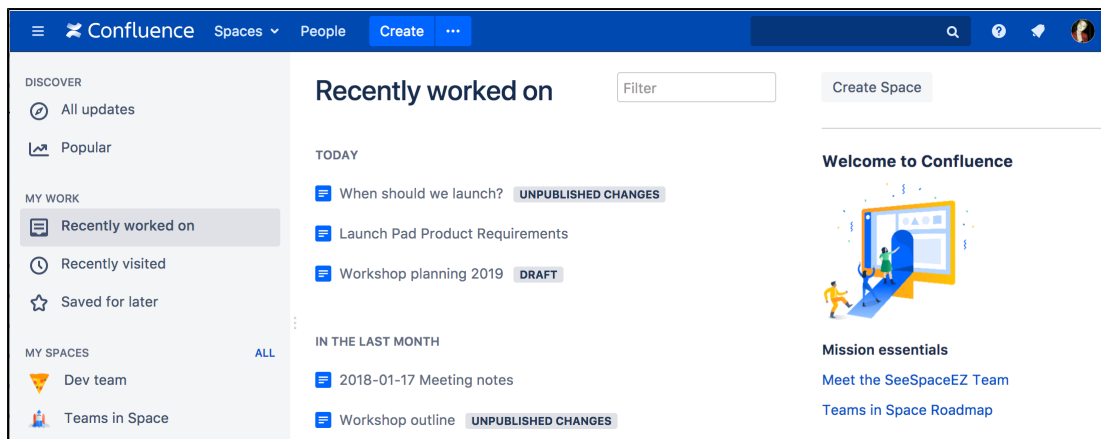 Confluence Spaces People Create
DISCOVER
All updates
Popular
MY WORK
Recently worked on
Recently visited
Saved for later
MY SPACES ALL
Dev team
Teams in Space
Recently worked on
Filter
TODAY
When should we launch? UNPUBLISHED CHANGES
Launch Pad Product Requirements
Workshop planning 2019 DRAFT
IN THE LAST MONTH
2018-01-17 Meeting notes
Workshop outline UNPUBLISHED CHANGES
Create Space
Welcome to Confluence
Mission essentials
Meet the SeeSpaceEZ Team
Teams in Space Roadmap